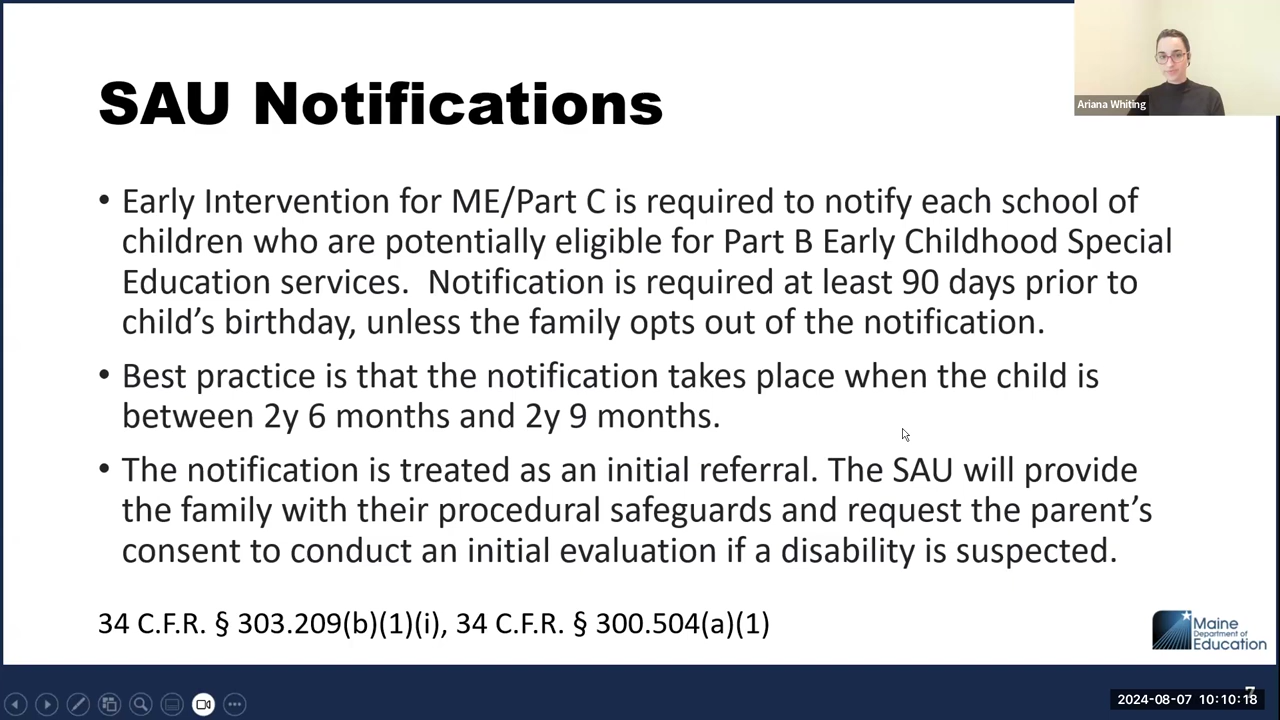 Ariana Whiting
SAU Notifications
• Early Intervention for ME/Part C is required to notify each school of
children who are potentially eligible for Part B Early Childhood Special
Education services.  Notification is required at least 90 days prior to
child’s birthday, unless the family opts out of the notification.
• Best practice is that the notification takes place when the child is
between 2y 6 months and 2y 9 months.
• The notification is treated as an initial referral. The SAU will provide
the family with their procedural safeguards and request the parent’s
consent to conduct an initial evaluation if a disability is suspected.
34 C.F.R. § 303.209(b)(1)(i), 34 C.F.R. § 300.504(a)(1)
Maine
Department of
Education
7
2024-08-07 10:10:18